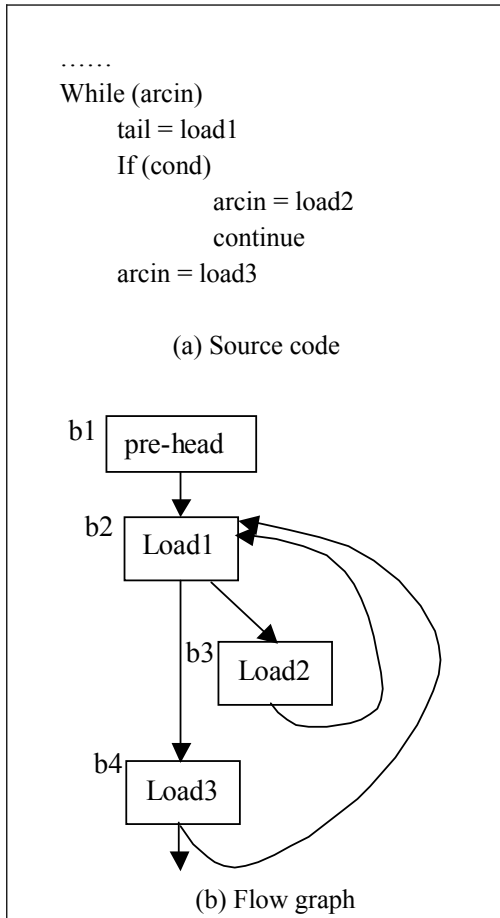 ……
While (arcin)
tail = load1
If (cond)
arcin = load2
continue
arcin = load3
(a) Source code
b1
pre-head
b2
Load1
b3
Load2
b4
Load3
(b) Flow graph